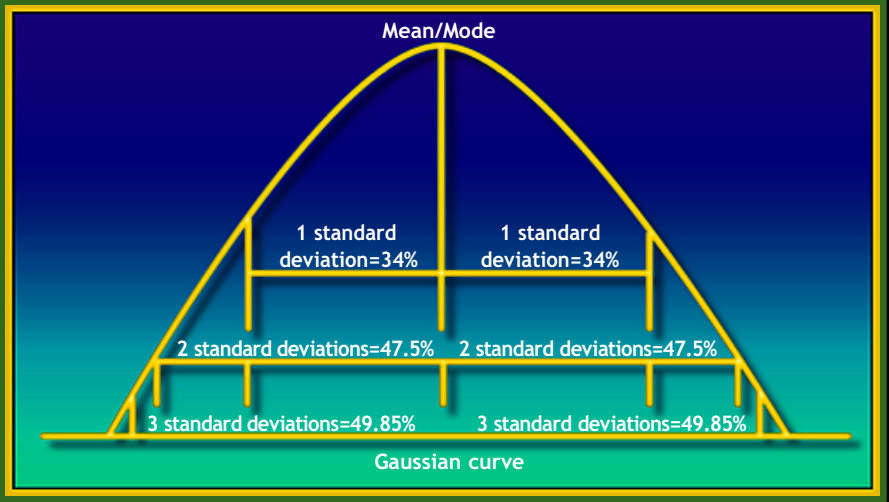 Mean/Mode
1 standard
deviation=34%
1 standard
deviation=34%
2 standard deviations=47.5%
2 standard deviations=47.5%
3 standard deviations=49.85%
3 standard deviations=49.85%
Gaussian curve